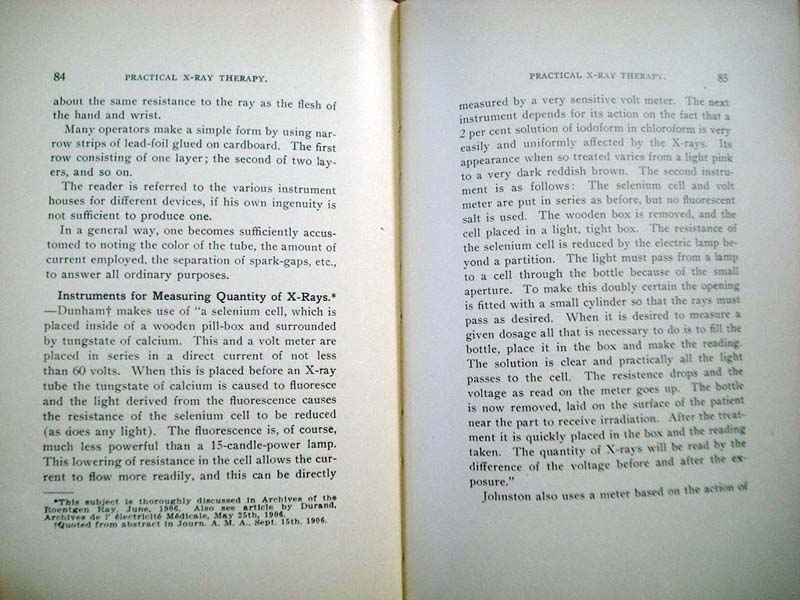 84
PRACTICAL X-RAY THERAPY.
about the same resistance to the ray as the flesh of
the hand and wrist.
Many operators make a simple form by using nar-
row strips of lead-foil glued on cardboard. The first
row consisting of one layer; the second of two lay-
ers, and so on.
The reader is referred to the various instrument
houses for different devices, if his own ingenuity is
not sufficient to produce one.
In a general way, one becomes sufficiently accus-
tomed to noting the color of the tube, the amount of
current employed, the separation of spark-gaps, etc.,
to answer all ordinary purposes.
Instruments for Measuring Quantity of X-Rays.*
—Dunham† makes use of “a selenium cell, which is
placed inside of a wooden pill-box and surrounded
by tungstate of calcium. This and a volt meter are
placed in series in a direct current of not less
than 60 volts. When this is placed before an X-ray
tube the tungstate of calcium is caused to fluoresce
and the light derived from the fluorescence causes
the resistance of the selenium cell to be reduced
(as does any light). The fluorescence is, of course,
much less powerful than a 15-candle-power lamp.
This lowering of resistance in the cell allows the cur-
rent to flow more readily, and this can be directly
*This subject is thoroughly discussed in Archives of the
Roentgen Ray, June, 1906. Also see article by Durand,
Archives de l' électricité Médicale, May 25th, 1906.
†Quoted from abstract in Journ. A. M. A., Sept. 15th, 1906.
PRACTICAL X-RAY THERAPY.
85
measured by a very sensitive volt meter. The next
instrument depends for its action on the fact that a
2 per cent solution of iodoform in chloroform is very
easily and uniformly affected by the X-rays. Its
appearance when so treated varies from a light pink
to a very dark reddish brown. The second instru-
ment is as follows: The selenium cell and volt
meter are put in series as before, but no fluorescent
salt is used. The wooden box is removed, and the
cell placed in a light, tight box. The resistance of
the selenium cell is reduced by the electric lamp be-
yond a partition. The light must pass from a lamp
to a cell through the bottle because of the small
aperture. To make this doubly certain the opening
is fitted with a small cylinder so that the rays must
pass as desired. When it is desired to measure a
given dosage all that is necessary to do is to fill the
bottle, place it in the box and make the reading.
The solution is clear and practically all the light
passes to the cell. The resistence drops and the
voltage as read on the meter goes up. The bottle
is now removed, laid on the surface of the patient
near the part to receive irradiation. After the treat-
ment it is quickly placed in the box and the reading
taken. The quantity of X-rays will be read by the
difference of the voltage before and after the ex-
posure.”
Johnston also uses a meter based on the action of